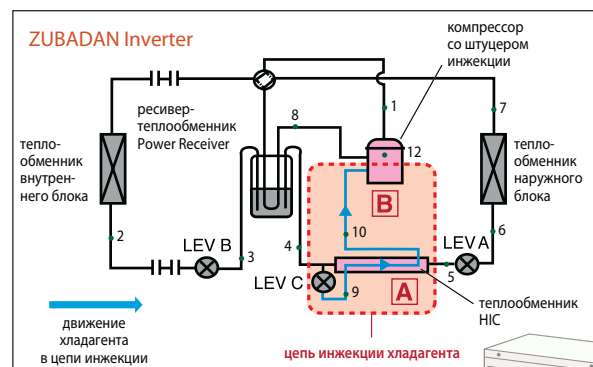 ZUBADAN Inverter
компрессор
со штуцером
инжекции
ресивер-
теплообменник
Power Receiver
1
7
8
12
тепло-
обменник
внутрен-
него блока
тепло-
обменник
наружного
блока
B
2
10
6
LEV B
3
4
LEV A
5
LEV C
9
A
теплообменник
HIC
движение
хладагента
в цепи инжекции
цепь инжекции хладагента